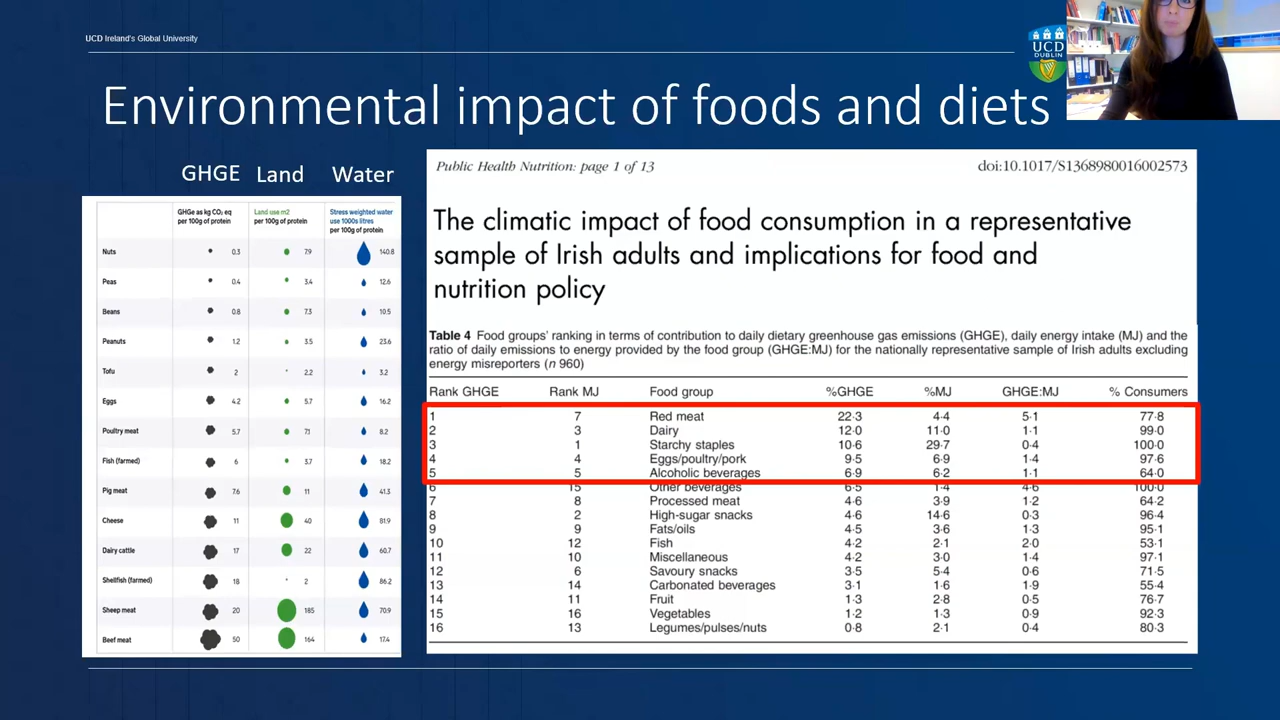 UCD Ireland's Global University
UCD
DUBLIN
Environmental impact of foods and diets
GHGE Land Water
GHGE as kg CO₂ eq per 100g of protein
Land use m2 per 100g of protein
Stress weighted water use 1000s litres per 100g of protein
Nuts 0.3 7.9 140.8
Peas 0.4 3.4 12.6
Beans 0.8 7.3 10.5
Peanuts 1.2 3.5 23.6
Tofu 2 2.2 3.2
Eggs 4.2 5.7 16.2
Poultry meat 5.7 7.1 8.2
Fish (farmed) 6 3.7 18.2
Pig meat 7.6 11 41.3
Cheese 11 40 81.9
Dairy cattle 17 22 60.7
Shellfish (farmed) 18 2 86.2
Sheep meat 20 185 70.9
Beef meat 50 164 17.4
Public Health Nutrition: page 1 of 13 doi:10.1017/S1368980016002573
The climatic impact of food consumption in a representative
sample of Irish adults and implications for food and
nutrition policy
Table 4 Food groups' ranking in terms of contribution to daily dietary greenhouse gas emissions (GHGE), daily energy intake (MJ) and the
ratio of daily emissions to energy provided by the food group (GHGE:MJ) for the nationally representative sample of Irish adults excluding
energy misreporters (n 960)
Rank GHGE Rank MJ Food group %GHGE %MJ GHGE:MJ % Consumers
1 7 Red meat 22·3 4·4 5·1 77·8
2 3 Dairy 12·0 11·0 1·1 99·0
3 1 Starchy staples 10·6 29·7 0·4 100·0
4 4 Eggs/poultry/pork 9·5 6·9 1·4 97·6
5 5 Alcoholic beverages 6·9 6·2 1·1 64·0
6 15 Other beverages 6·5 1·4 4·6 100·0
7 8 Processed meat 4·6 3·9 1·2 64·2
8 2 High-sugar snacks 4·6 14·6 0·3 96·4
9 9 Fats/oils 4·5 3·6 1·3 95·1
10 12 Fish 4·2 2·1 2·0 53·1
11 10 Miscellaneous 4·2 3·0 1·4 97·1
12 6 Savoury snacks 3·5 5·4 0·6 71·5
13 14 Carbonated beverages 3·1 1·6 1·9 55·4
14 11 Fruit 1·3 2·8 0·5 76·7
15 16 Vegetables 1·2 1·3 0·9 92·3
16 13 Legumes/pulses/nuts 0·8 2·1 0·4 80·3